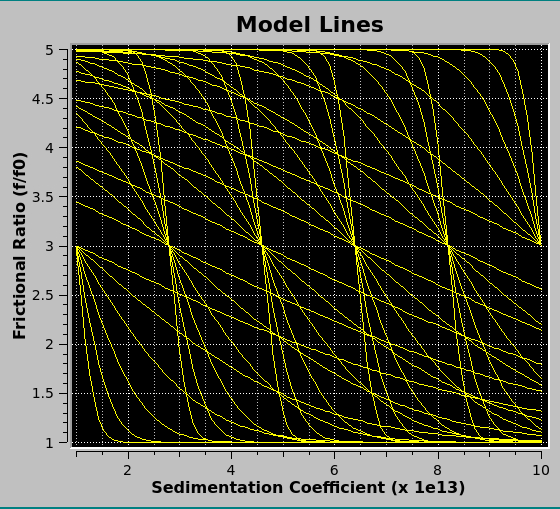 Model Lines
Frictional Ratio (f/f0)
5
4.5
4
3.5
3
2.5
2
1.5
1
2 4 6 8 10
Sedimentation Coefficient (x 1e13)